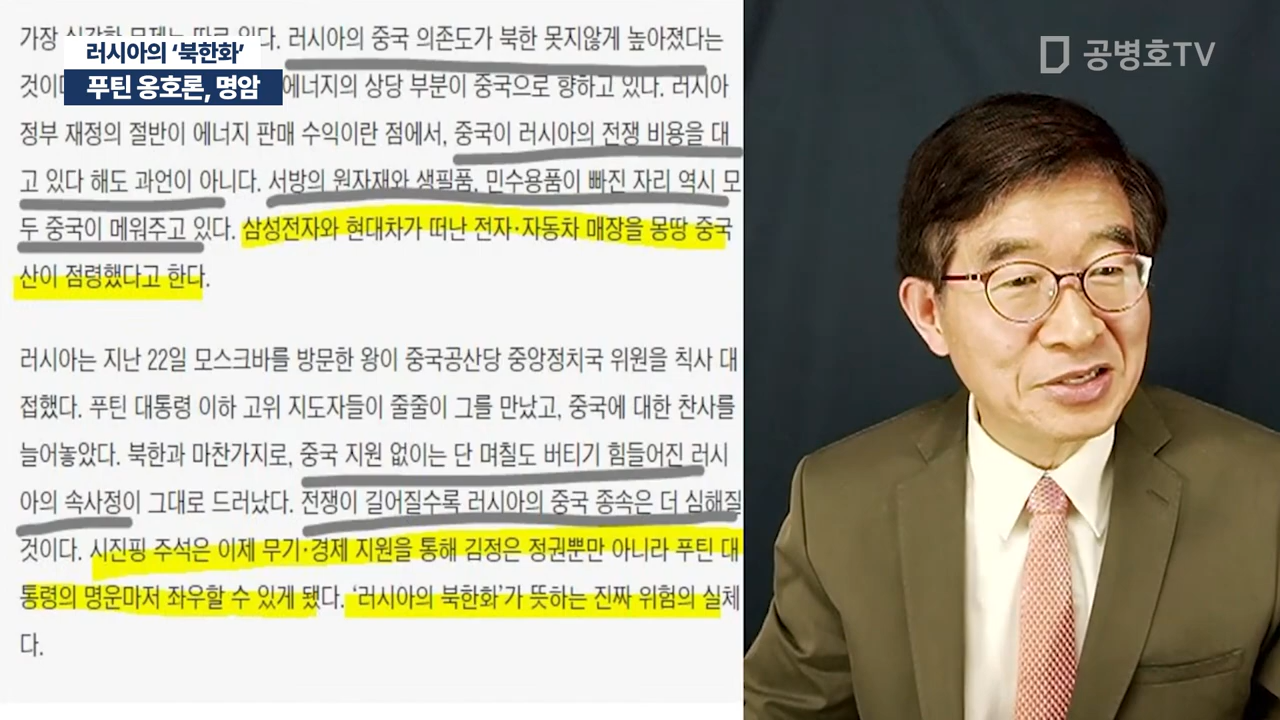 가장 심각한 문제는 따로 있다. 러시아의 중국 의존도가 북한 못지않게 높아졌다는
러시아의 ‘북한화’
푸틴 옹호론, 명암
공병호TV
것이다 에너지의 상당 부분이 중국으로 향하고 있다. 러시아
정부 재정의 절반이 에너지 판매 수익이란 점에서, 중국이 러시아의 전쟁 비용을 대
고 있다 해도 과언이 아니다. 서방의 원자재와 생필품, 민수용품이 빠진 자리 역시 모
두 중국이 메워주고 있다. 삼성전자와 현대차가 떠난 전자·자동차 매장을 몽땅 중국
산이 점령했다고 한다.
러시아는 지난 22일 모스크바를 방문한 왕이 중국공산당 중앙정치국 위원을 칙사 대
접했다. 푸틴 대통령 이하 고위 지도자들이 줄줄이 그를 만났고, 중국에 대한 찬사를
늘어놓았다. 북한과 마찬가지로, 중국 지원 없이는 단 며칠도 버티기 힘들어진 러시
아의 속사정이 그대로 드러났다. 전쟁이 길어질수록 러시아의 중국 종속은 더 심해질
것이다. 시진핑 주석은 이제 무기·경제 지원을 통해 김정은 정권뿐만 아니라 푸틴 대
통령의 명운마저 좌우할 수 있게 됐다. ‘러시아의 북한화’가 뜻하는 진짜 위험의 실체
다.